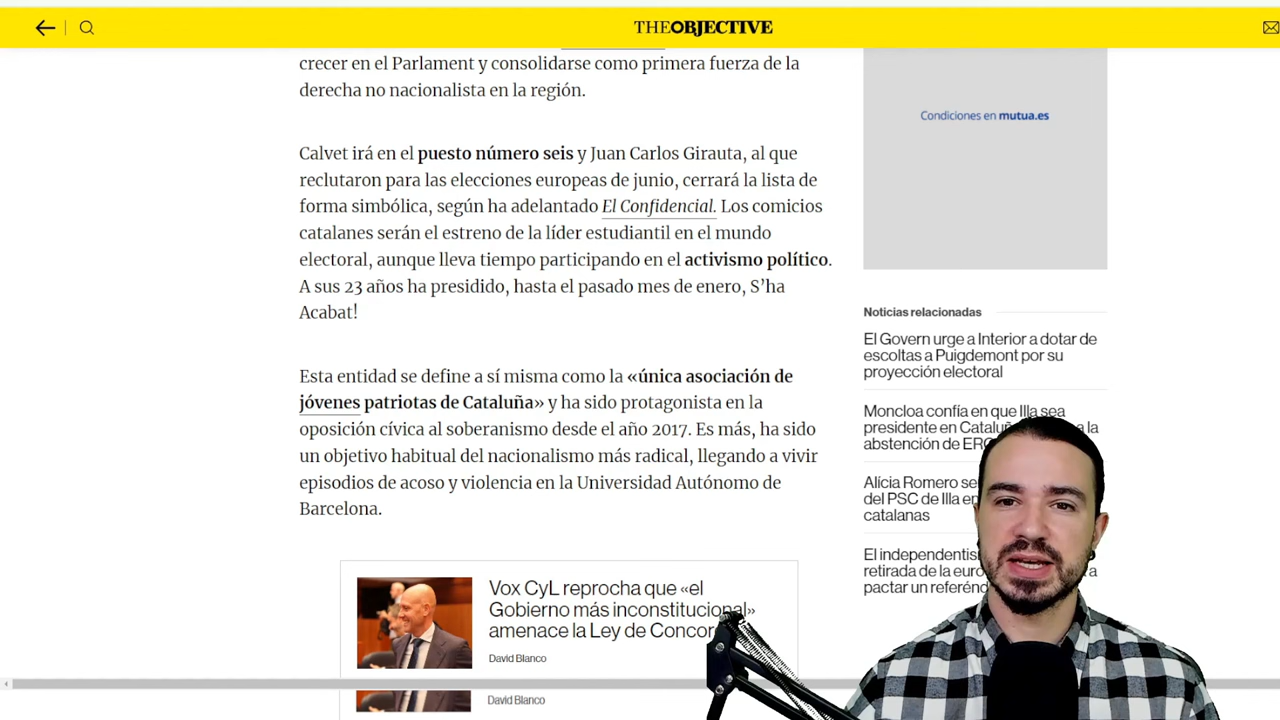 THEOBJECTIVE
crecer en el Parlament y consolidarse como primera fuerza de la
derecha no nacionalista en la región.
Calvet irá en el puesto número seis y Juan Carlos Girauta, al que
reclutaron para las elecciones europeas de junio, cerrará la lista de
forma simbólica, según ha adelantado El Confidencial. Los comicios
catalanes serán el estreno de la líder estudiantil en el mundo
electoral, aunque lleva tiempo participando en el activismo político.
A sus 23 años ha presidido, hasta el pasado mes de enero, S’ha
Acabat!
Esta entidad se define a sí misma como la «única asociación de
jóvenes patriotas de Cataluña» y ha sido protagonista en la
oposición cívica al soberanismo desde el año 2017. Es más, ha sido
un objetivo habitual del nacionalismo más radical, llegando a vivir
episodios de acoso y violencia en la Universidad Autónomo de
Barcelona.
Vox CyL reprocha que «el
Gobierno más inconstitucional»
amenace la Ley de
David Blanco
David Blanco
Condiciones en mutua.es
Noticias relacionadas
El Govern urge a Interior a dotar de
escoltas a Puigdemont por su
proyección electoral
Moncloa confía en que Illa sea
presidente en la
abstención de
Alícia Romero
del PSC de Illa
catalanas
El
retirada de la a
pactar un